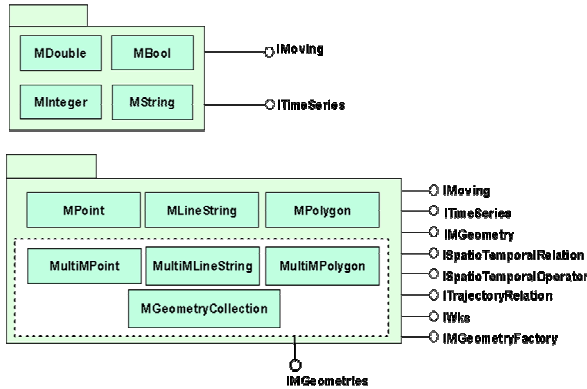 MDouble MBool
IMoving
MInteger MString
ITimeSeries
MPoint MLineString MPolygon
IMoving
ITimeSeries
IMGeometry
MultiMPoint MultiMLineString MultiMPolygon
ISpatioTemporalRelation
ISpatioTemporalOperator
MGeometryCollection
ITrajectoryRelation
IWks
IMGeometryFactory
IMGeometries